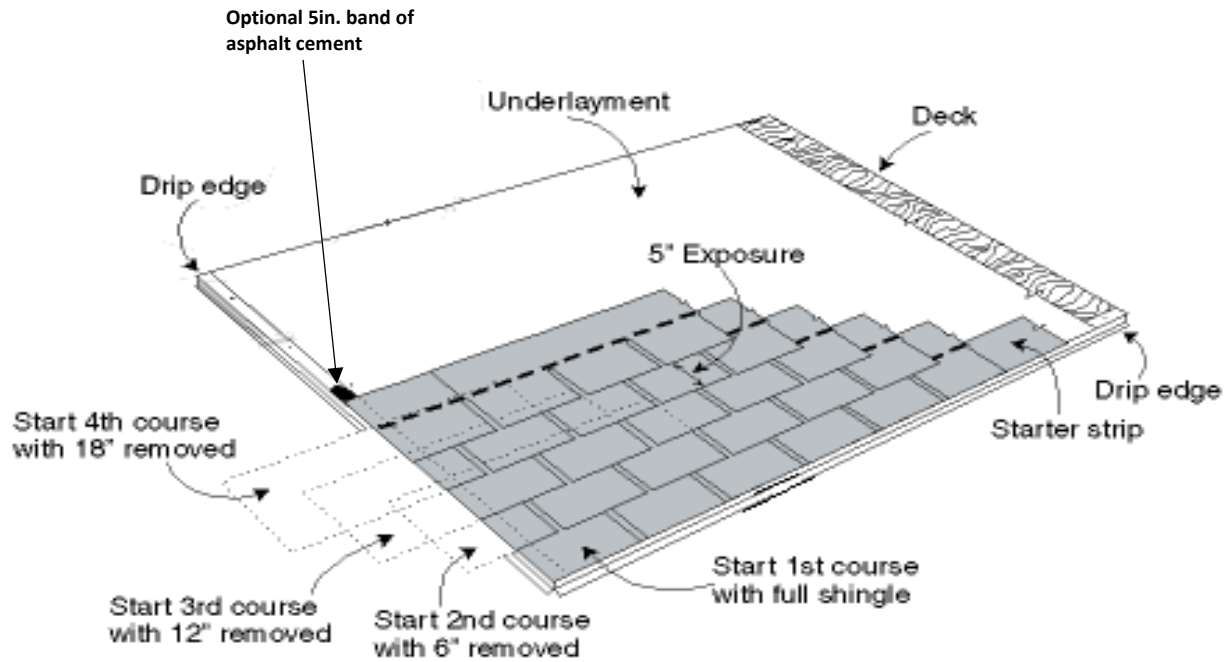 Optional 5in. band of
asphalt cement
Underlayment
Deck
Drip edge
5" Exposure
Drip edge
Starter strip
Start 4th course
with 18" removed
Start 1st course
with full shingle
Start 3rd course
with 12" removed
Start 2nd course
with 6" removed